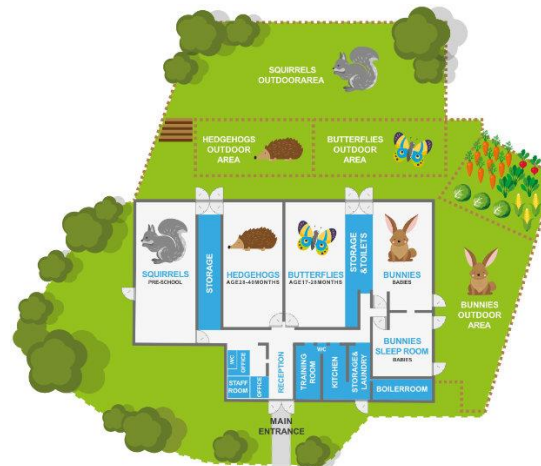 SQUIRRELS
OUTDOORAREA
HEDGEHOGS
OUTDOOR
AREA
BUTTERFLIES
OUTDOOR
AREA
SQUIRRELS
PRE-SCHOOL
STORAGE
HEDGEHOGS
AGE28-40MONTHS
BUTTERFLIES
AGE17-28MONTHS
STORAGE
& TOILETS
BUNNIES
BABIES
BUNNIES
OUTDOOR
AREA
BUNNIES
SLEEP ROOM
BABIES
WC
OFFICE
STAFF
ROOM
OFFICE
RECEPTION
TRAINING
ROOM
WC
KITCHEN
STORAGE&
LAUNDRY
BOILERROOM
MAIN
ENTRANCE